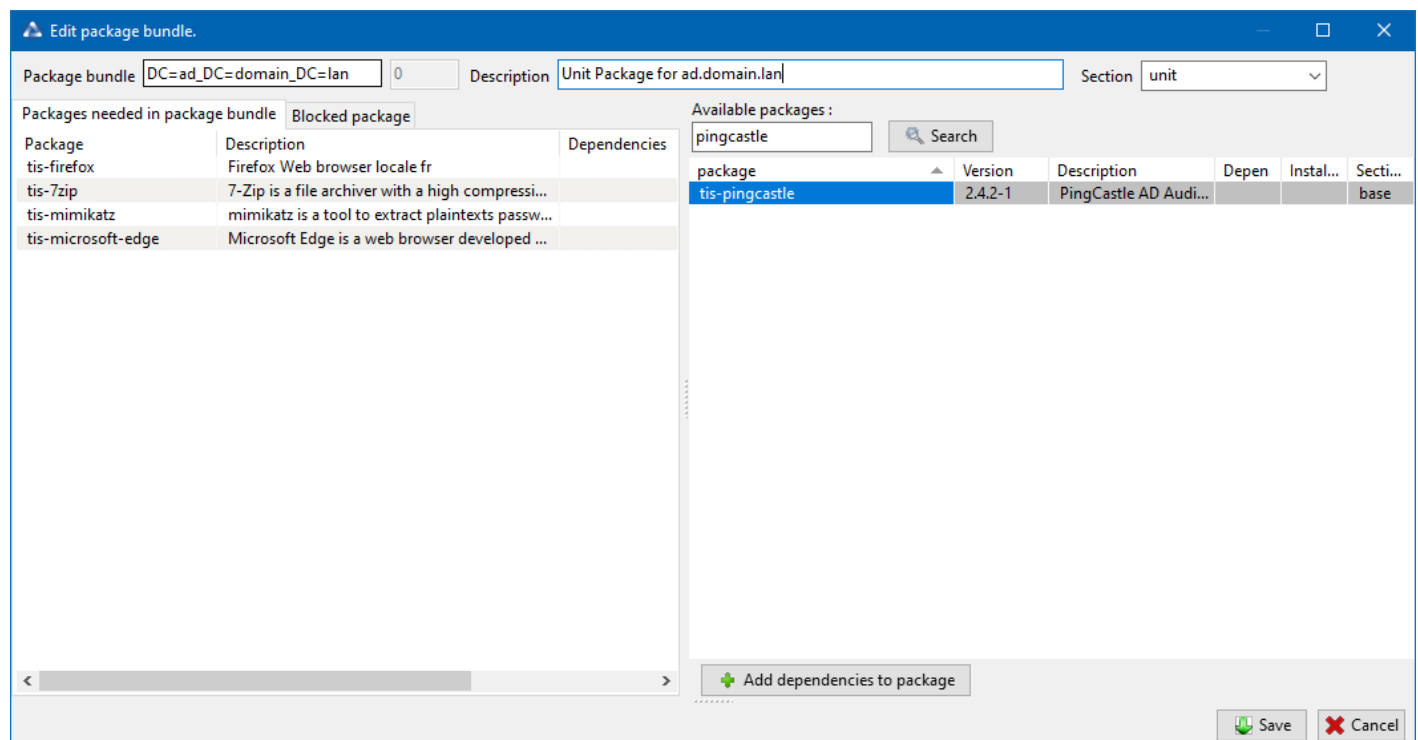 Edit package bundle.
Package bundle DC=ad_DC=domain_DC=lan 0 Description Unit Package for ad.domain.lan Section unit
Packages needed in package bundle Blocked package
Package Description Dependencies
tis-firefox Firefox Web browser locale fr
tis-7zip 7-Zip is a file archiver with a high compressi...
tis-mimikatz mimikatz is a tool to extract plaintexts passw...
tis-microsoft-edge Microsoft Edge is a web browser developed ...
Available packages :
pingcastle Search
package Version Description Depen Instal... Secti...
tis-pingcastle 2.4.2-1 PingCastle AD Audi... base
Add dependencies to package
Save Cancel